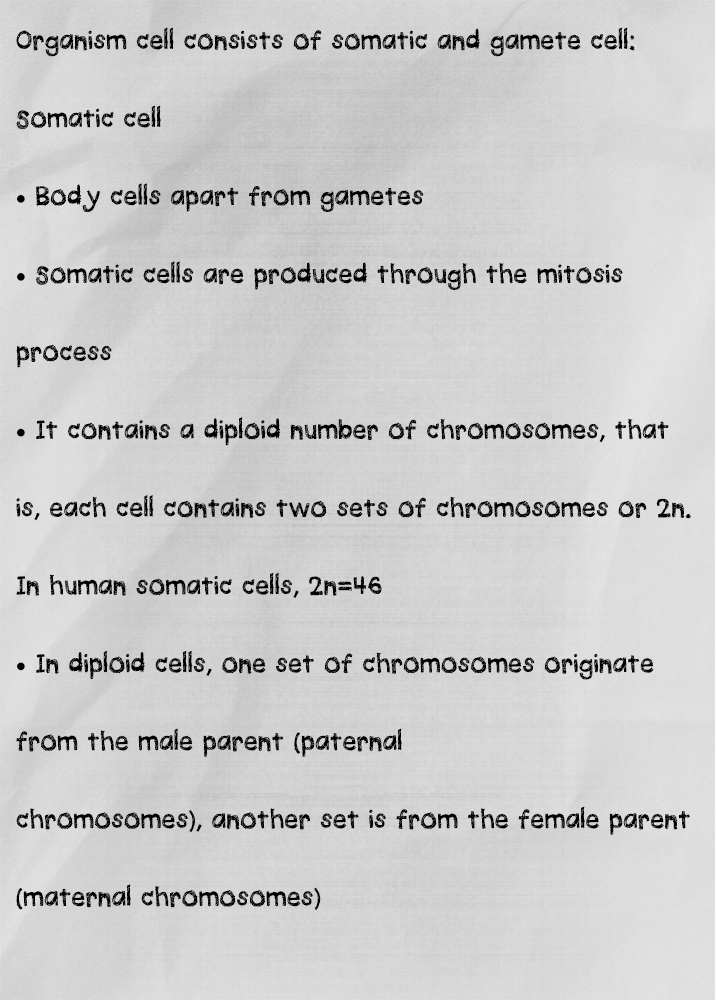 Organism cell consists of somatic and gamete cell:
Somatic cell
• Body cells apart from gametes
• Somatic cells are produced through the mitosis
process
• It contains a diploid number of chromosomes, that
is, each cell contains two sets of chromosomes or 2n.
In human somatic cells, 2n=46
• In diploid cells, one set of chromosomes originate
from the male parent (paternal
chromosomes), another set is from the female parent
(maternal chromosomes)